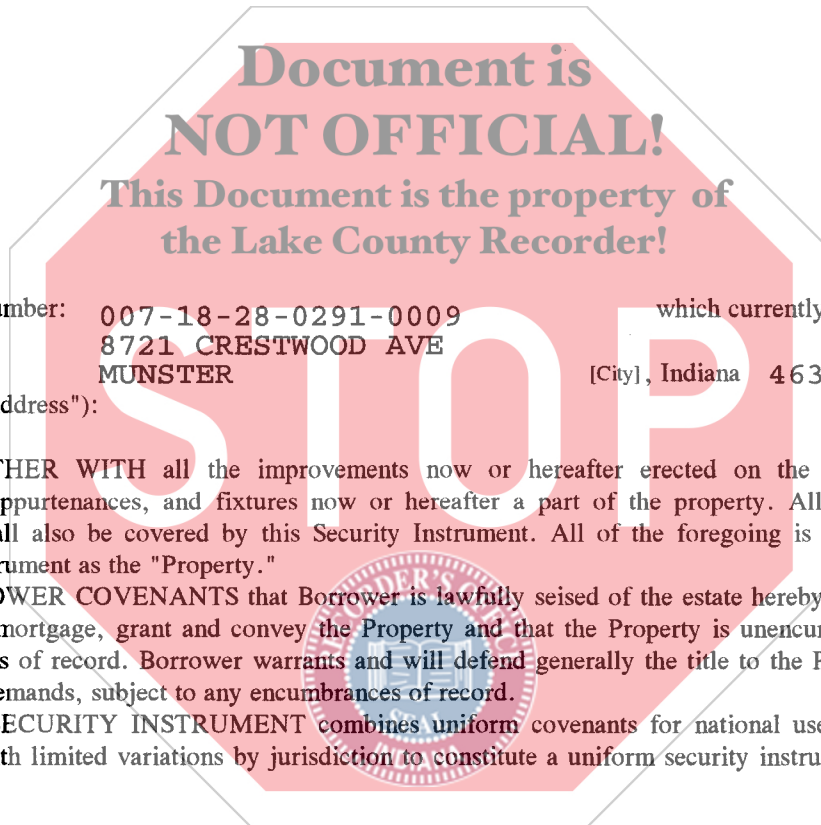 Document is
NOT OFFICIAL!
This Document is the property of
the Lake County Recorder!
STOP
umber: 007-18-28-0291-0009 which currently
8721 CRESTWOOD AVE
MUNSTER [City], Indiana 463
ddress"):
THER WITH all the improvements now or hereafter erected on the
ppurtenances, and fixtures now or hereafter a part of the property. All
ll also be covered by this Security Instrument. All of the foregoing is
rument as the "Property."
OWER COVENANTS that Borrower is lawfully seised of the estate hereby
mortgage, grant and convey the Property and that the Property is unencu
s of record. Borrower warrants and will defend generally the title to the P
emands, subject to any encumbrances of record.
ECURITY INSTRUMENT combines uniform covenants for national use
th limited variations by jurisdiction to constitute a uniform security instru
RECORDER'S OFFICE
SEAL
INDIANA